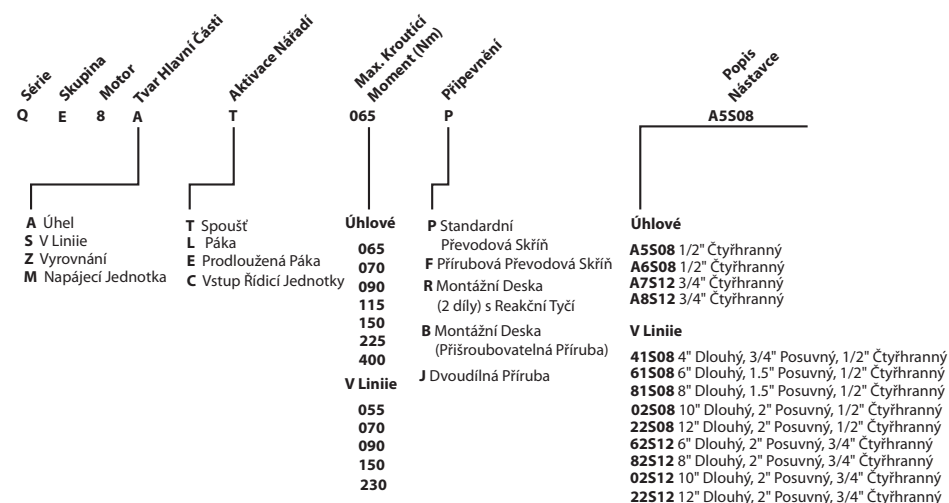 Série
Skupina
Motor
Tvar Hlavní Části
Aktivace Nářadí
Max. Kroutící
Moment (Nm)
Připevnění
Popis
Nástavce
Q E 8 A T 065 P A5S08
A Úhel
S V Liniie
Z Vyrovnání
M Napájecí Jednotka
T Spoušť
L Páka
E Prodloužená Páka
C Vstup Řídicí Jednotky
Úhlové
065
070
090
115
150
225
400
V Liniie
055
070
090
150
230
P Standardní
Převodová Skříň
F Přírubová Převodová Skříň
R Montážní Deska
(2 díly) s Reakční Tyčí
B Montážní Deska
(Přišroubovatelná Příruba)
J Dvoudílná Příruba
Úhlové
A5S08 1/2" Čtyřhranný
A6S08 1/2" Čtyřhranný
A7S12 3/4" Čtyřhranný
A8S12 3/4" Čtyřhranný
V Liniie
41S08 4" Dlouhý, 3/4" Posuvný, 1/2" Čtyřhranný
61S08 6" Dlouhý, 1.5" Posuvný, 1/2" Čtyřhranný
81S08 8" Dlouhý, 1.5" Posuvný, 1/2" Čtyřhranný
02S08 10" Dlouhý, 2" Posuvný, 1/2" Čtyřhranný
22S08 12" Dlouhý, 2" Posuvný, 1/2" Čtyřhranný
62S12 6" Dlouhý, 2" Posuvný, 3/4" Čtyřhranný
82S12 8" Dlouhý, 2" Posuvný, 3/4" Čtyřhranný
02S12 10" Dlouhý, 2" Posuvný, 3/4" Čtyřhranný
22S12 12" Dlouhý, 2" Posuvný, 3/4" Čtyřhranný